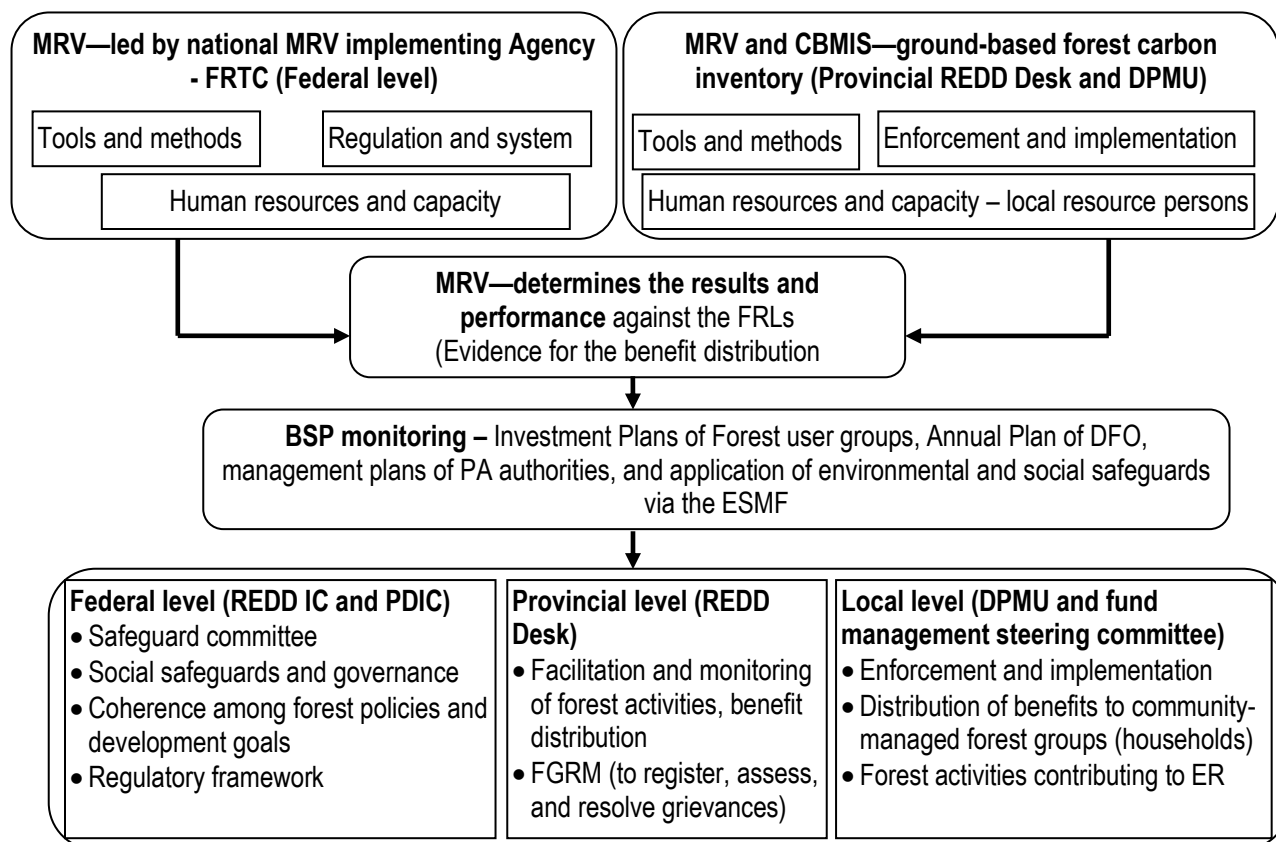 MRV—led by national MRV implementing Agency
- FRTC (Federal level)
Tools and methods
Regulation and system
Human resources and capacity
MRV and CBMIS—ground-based forest carbon
inventory (Provincial REDD Desk and DPMU)
Tools and methods
Enforcement and implementation
Human resources and capacity – local resource persons
MRV—determines the results and
performance against the FRLs
(Evidence for the benefit distribution
BSP monitoring – Investment Plans of Forest user groups, Annual Plan of DFO,
management plans of PA authorities, and application of environmental and social safeguards
via the ESMF
Federal level (REDD IC and PDIC)
• Safeguard committee
• Social safeguards and governance
• Coherence among forest policies and
development goals
• Regulatory framework
Provincial level (REDD
Desk)
• Facilitation and monitoring
of forest activities, benefit
distribution
• FGRM (to register, assess,
and resolve grievances)
Local level (DPMU and fund
management steering committee)
• Enforcement and implementation
• Distribution of benefits to community-
managed forest groups (households)
• Forest activities contributing to ER